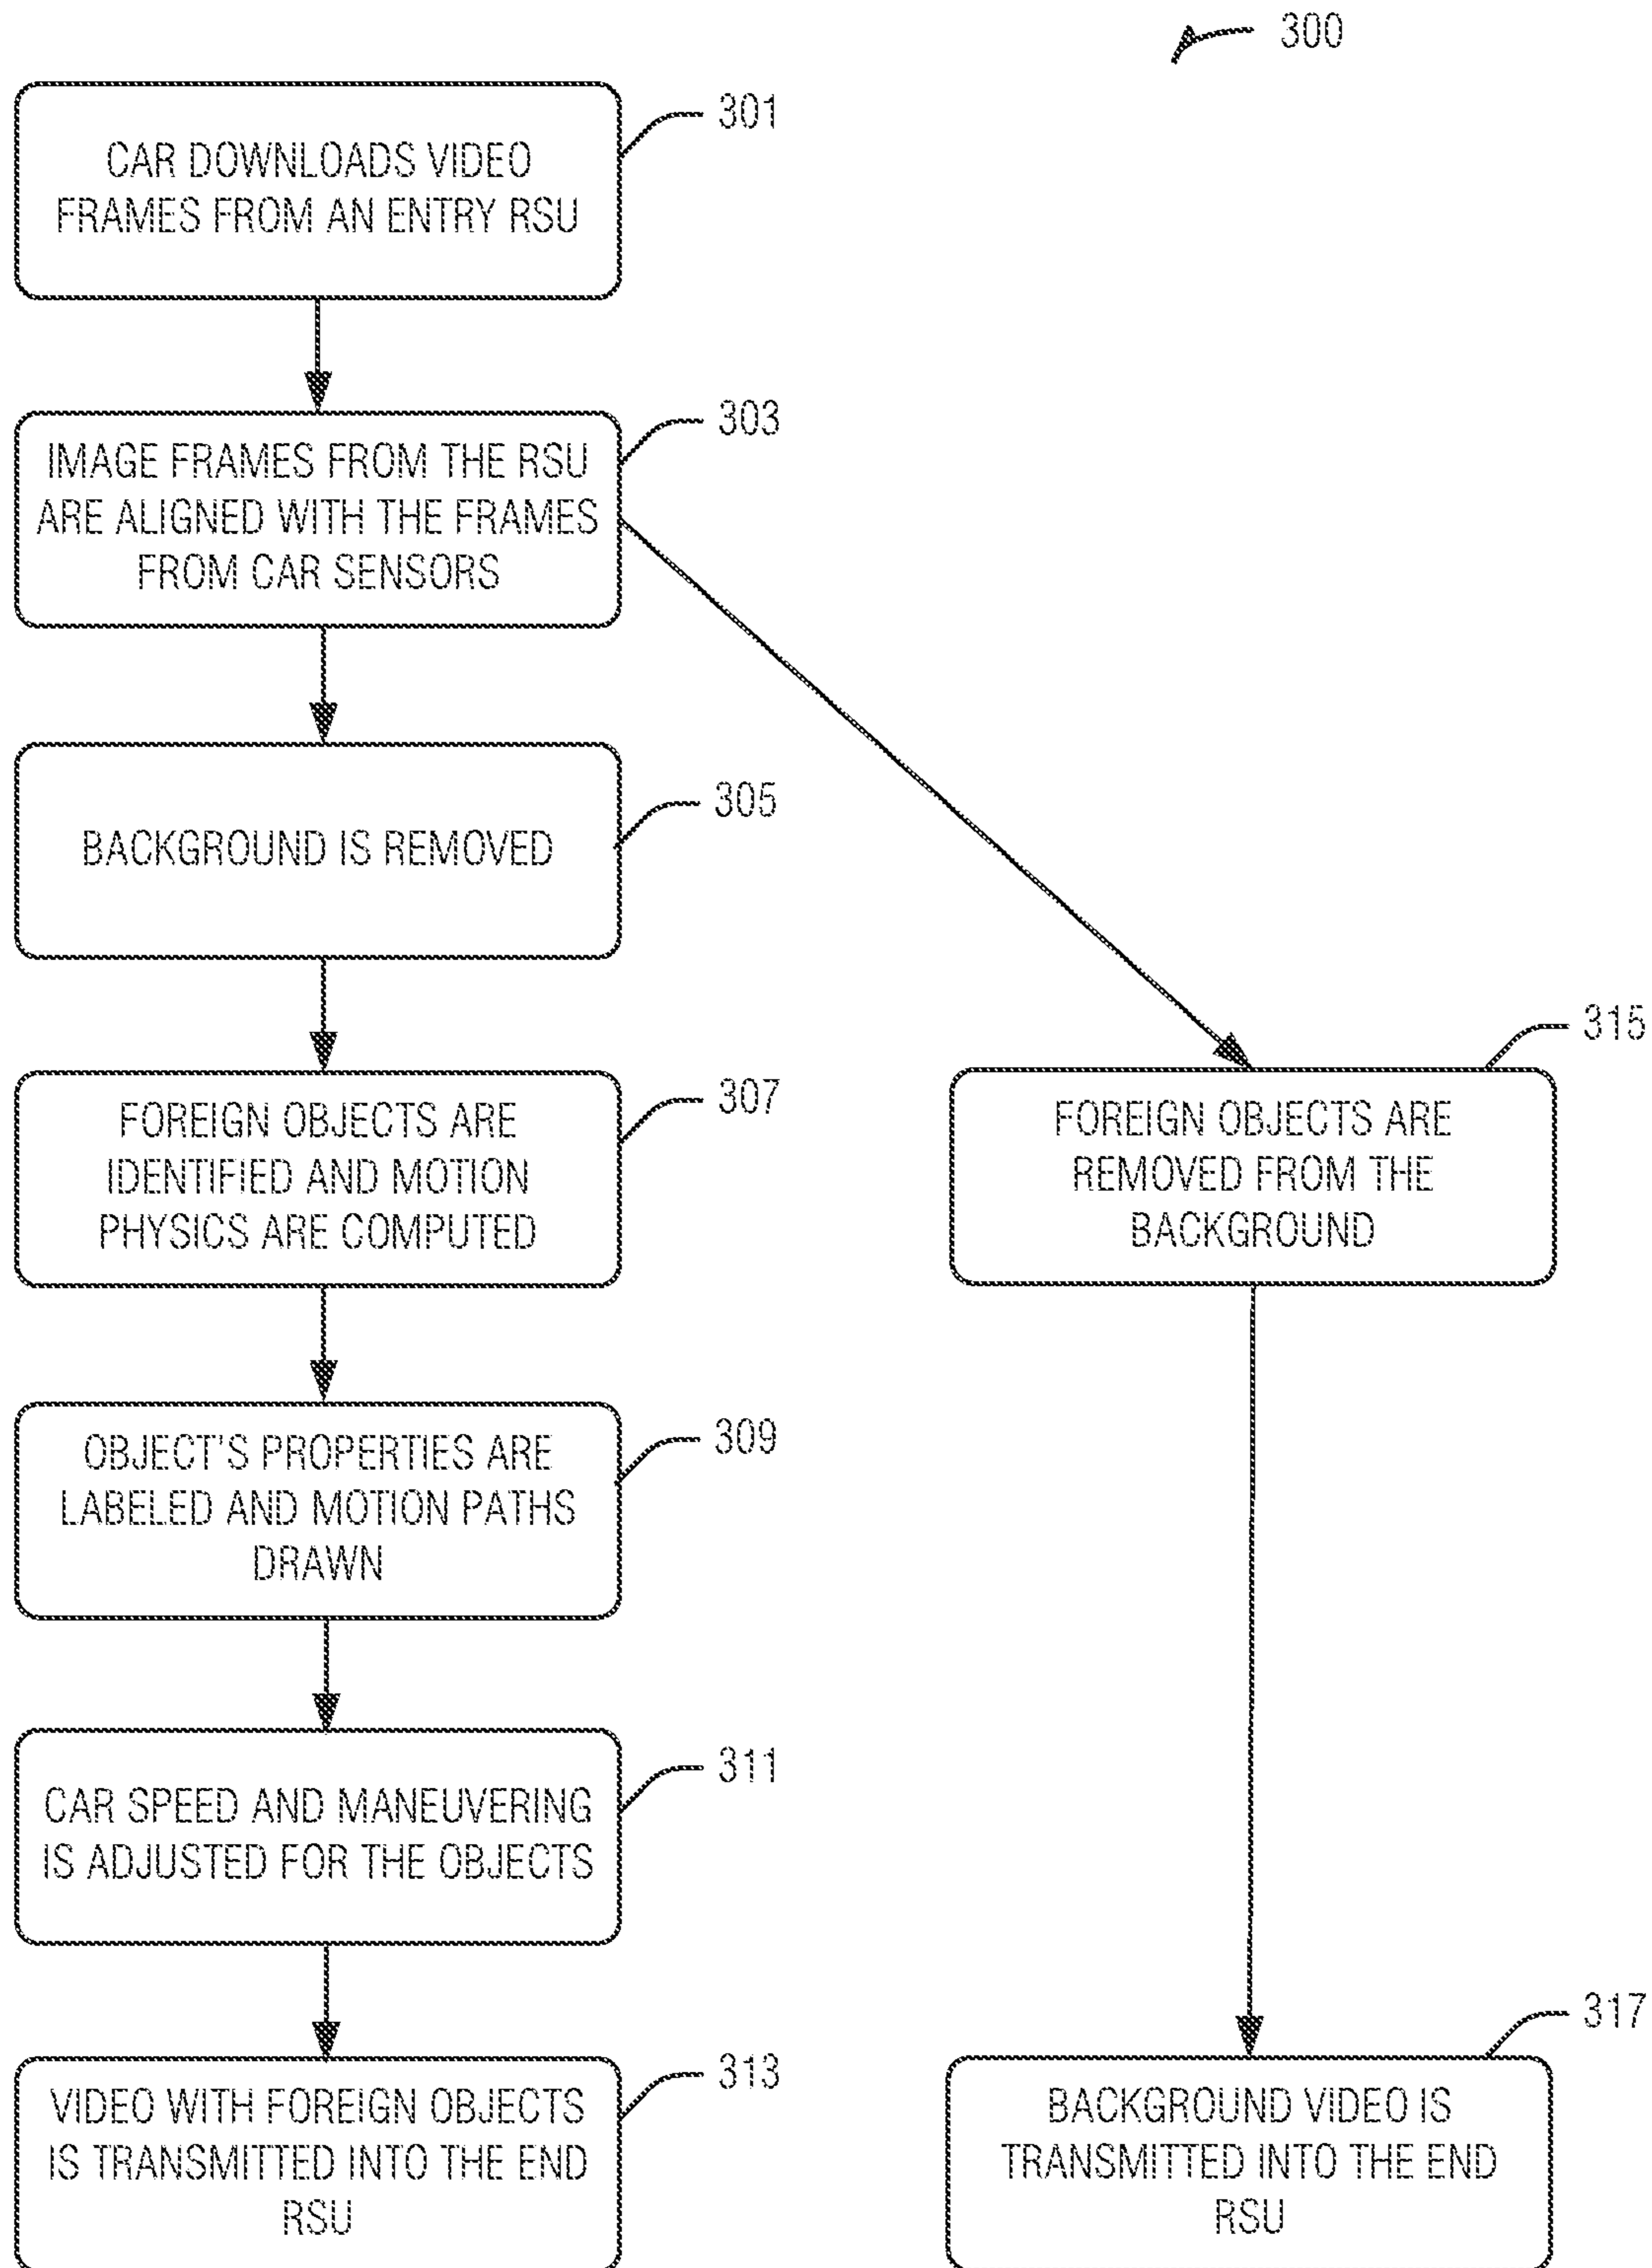 300
301
CAR DOWNLOADS VIDEO
FRAMES FROM AN ENTRY RSU
303
IMAGE FRAMES FROM THE RSU
ARE ALIGNED WITH THE FRAMES
FROM CAR SENSORS
305
BACKGROUND IS REMOVED
307
FOREIGN OBJECTS ARE
IDENTIFIED AND MOTION
PHYSICS ARE COMPUTED
309
OBJECT'S PROPERTIES ARE
LABELED AND MOTION PATHS
DRAWN
311
CAR SPEED AND MANEUVERING
IS ADJUSTED FOR THE OBJECTS
313
VIDEO WITH FOREIGN OBJECTS
IS TRANSMITTED INTO THE END
RSU
315
FOREIGN OBJECTS ARE
REMOVED FROM THE
BACKGROUND
317
BACKGROUND VIDEO IS
TRANSMITTED INTO THE END
RSU